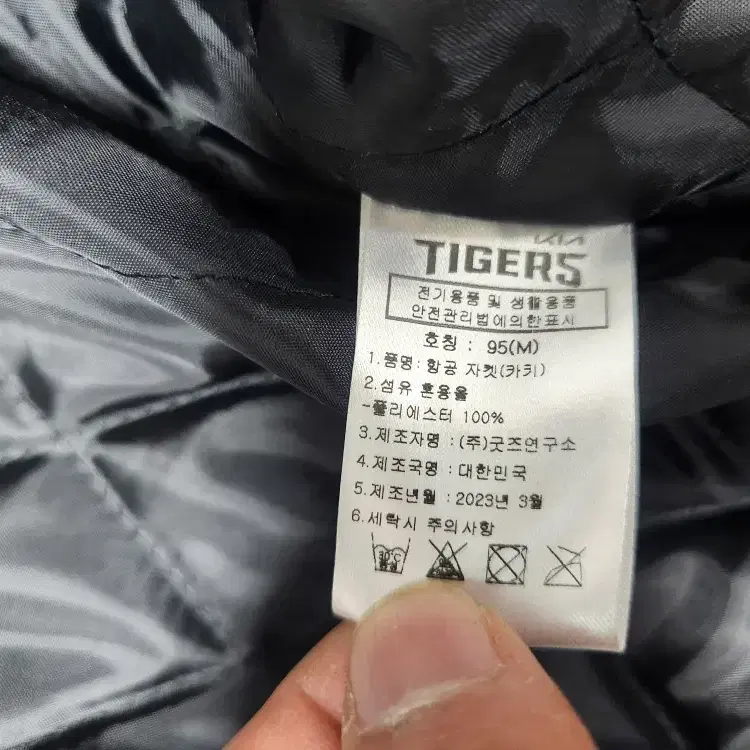 KIA
TIGERS
전기용품 및 생활용품
안전관리법에의한표시
호칭 : 95(M)
1.품명: 항공 자켓(카키)
2.섬유 혼용율
-폴리에스터 100%
3.제조자명 : (주)굿즈연구소
4.제조국명 : 대한민국
5.제조년월 : 2023년 3월
6.세탁시 주의사항
30℃